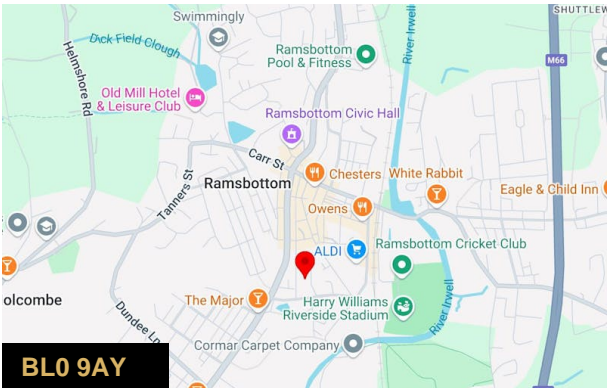 SHUTTLEW
Swimmingly
Dick Field Clough
Helmshore Rd
Ramsbottom
Pool & Fitness
River Irwell
M66
Old Mill Hotel
& Leisure Club
Ramsbottom Civic Hall
Carr St
Chesters
White Rabbit
Tanners St
Ramsbottom
Eagle & Child Inn
Owens
ALDI
Ramsbottom Cricket Club
olcombe
The Major
Harry Williams
Riverside Stadium
Dundee Ln
River Irwell
Cormar Carpet Company
BL0 9AY